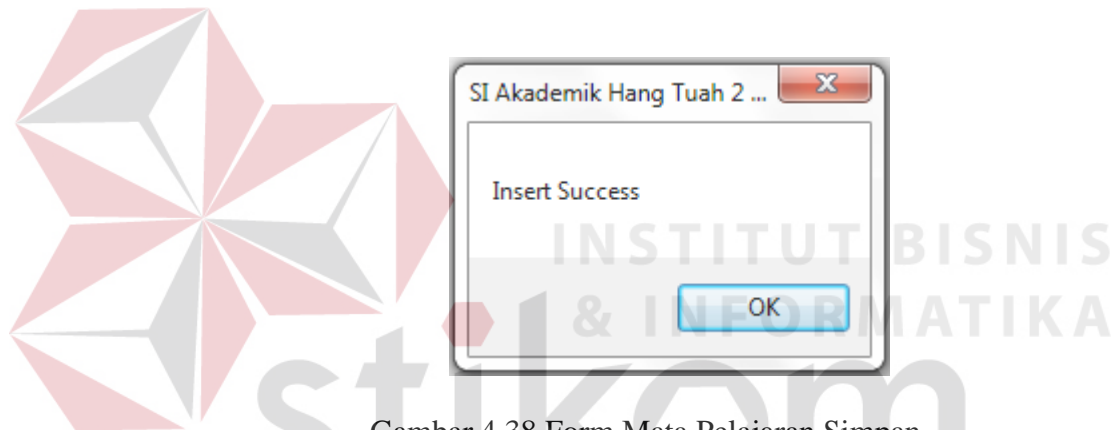 SI Akademik Hang Tuah 2 ...
Insert Success
INSTITUT BISNIS
OK
& INFORMATIKA
stikom
Gambar 4.38 Form Mata Pelajaran Simpan